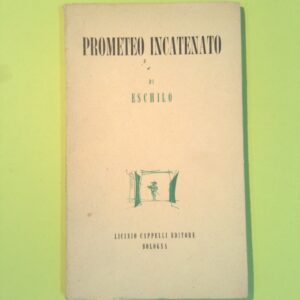 PROMETEO INCATENATO
DI
ESCHILO
LICINIO CAPPELLI EDITORE
BOLOGNA